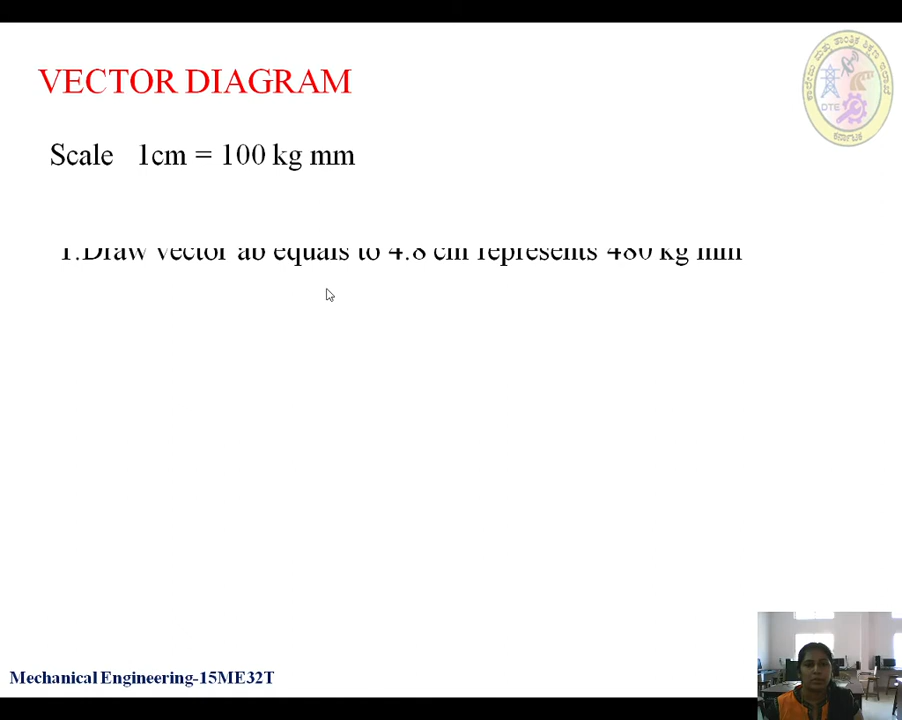 VECTOR DIAGRAM
Scale 1cm = 100 kg mm
1.Draw vector ab equals to 4.8 cm represents 480 kg mm
DTE
Mechanical Engineering-15ME32T